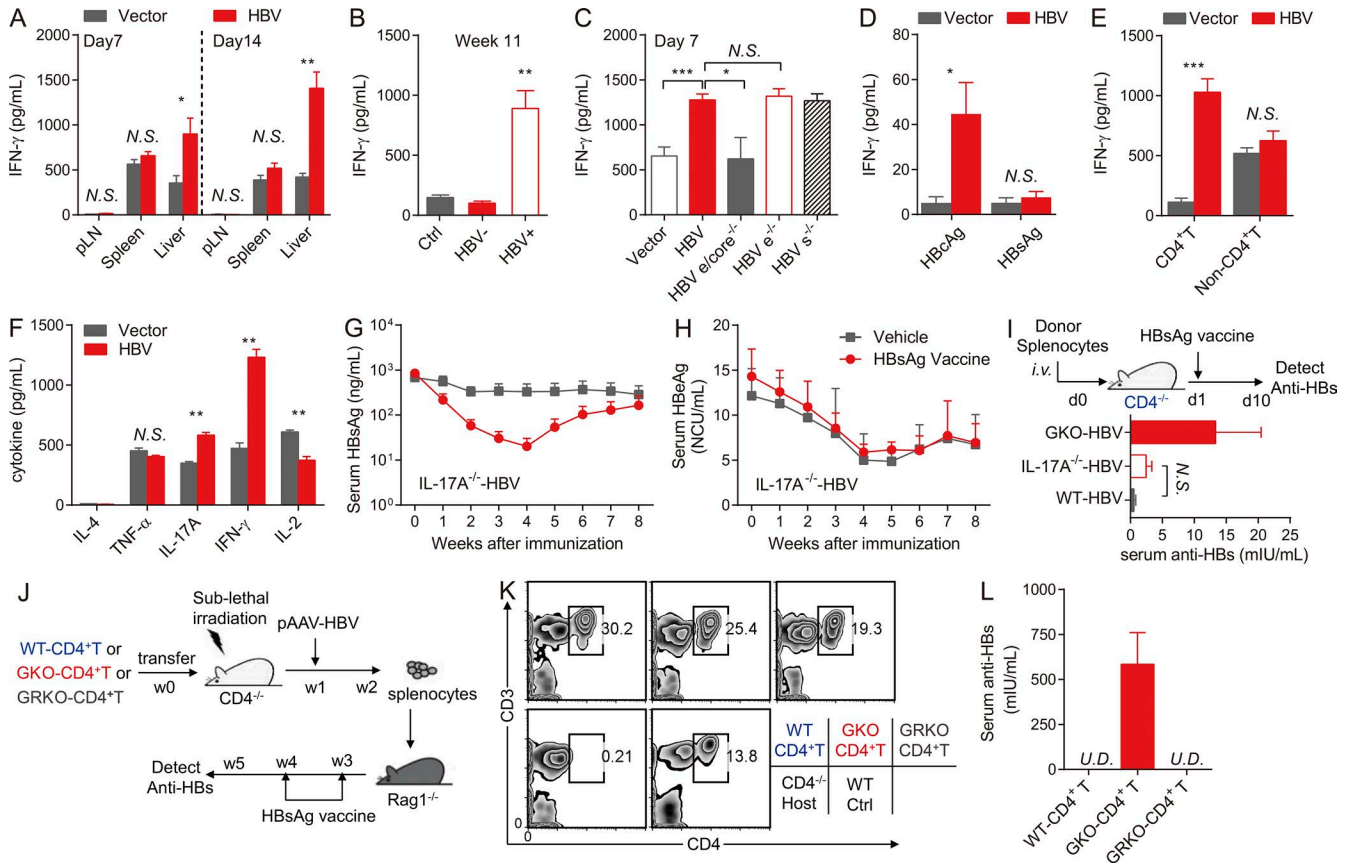 A
Vector
HBV
Day7
Day14
IFN-γ (pg/mL)
2000
1500
1000
500
0
N.S.
N.S.
*
N.S.
**
pLN
Spleen
Liver
pLN
Spleen
Liver
B
Week 11
IFN-γ (pg/mL)
1500
1000
500
0
**
Ctrl
HBV-
HBV+
C
Day 7
IFN-γ (pg/mL)
2000
1500
1000
500
0
N.S.
***
*
Vector
HBV
HBV e/core-/-
HBV e-/-
HBV s-/-
D
Vector
HBV
IFN-γ (pg/mL)
80
60
40
20
0
*
N.S.
HBcAg
HBsAg
E
Vector
HBV
IFN-γ (pg/mL)
2000
1500
1000
500
0
***
N.S.
CD4+T
Non-CD4+T
F
Vector
HBV
cytokine (pg/mL)
1500
1000
500
0
N.S.
**
**
**
IL-4
TNF-α
IL-17A
IFN-γ
IL-2
G
Serum HBsAg (ng/mL)
10⁴
10³
10²
10¹
10⁰
IL-17A-/--HBV
0 1 2 3 4 5 6 7 8
Weeks after immunization
H
Vehicle
HBsAg Vaccine
Serum HBeAg
(NCU/mL)
20
15
10
5
0
IL-17A-/--HBV
0 1 2 3 4 5 6 7 8
Weeks after immunization
I
Donor
Splenocytes
HBsAg vaccine
i.v.
Detect
Anti-HBs
d0
CD4-/-
d1
d10
GKO-HBV
IL-17A-/--HBV
WT-HBV
N.S.
0 5 10 15 20 25
serum anti-HBs (mIU/mL)
J
Sub-lethal
irradiation
pAAV-HBV
WT-CD4+T or
GKO-CD4+T or
GRKO-CD4+T
transfer
w0
CD4-/-
w1
w2
splenocytes
Detect
Anti-HBs
w5
w4
w3
HBsAg vaccine
Rag1-/-
K
30.2
25.4
19.3
0.21
13.8
CD3
0
0
CD4
WT
CD4+T
GKO
CD4+T
GRKO
CD4+T
CD4-/-
Host
WT
Ctrl
L
Serum anti-HBs
(mIU/mL)
1000
750
500
250
0
U.D.
U.D.
WT-CD4+ T
GKO-CD4+ T
GRKO-CD4+ T